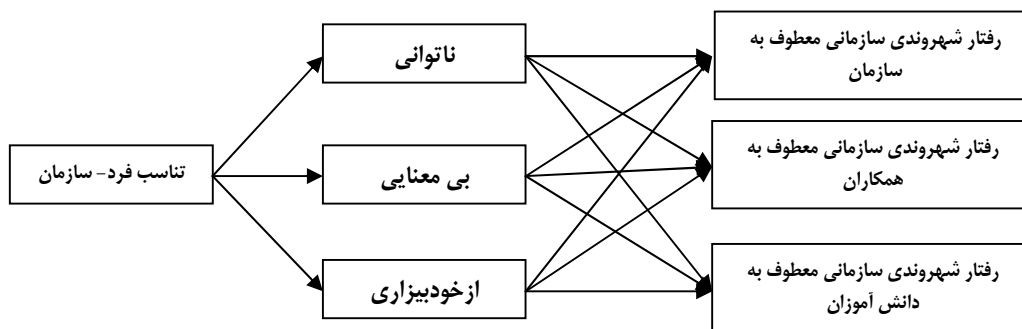 تناسب فرد- سازمان
ناتوانی
بی معنایی
ازخودبیزاری
رفتار شهروندی سازمانی معطوف به
سازمان
رفتار شهروندی سازمانی معطوف به
همکاران
رفتار شهروندی سازمانی معطوف به
دانش آموزان